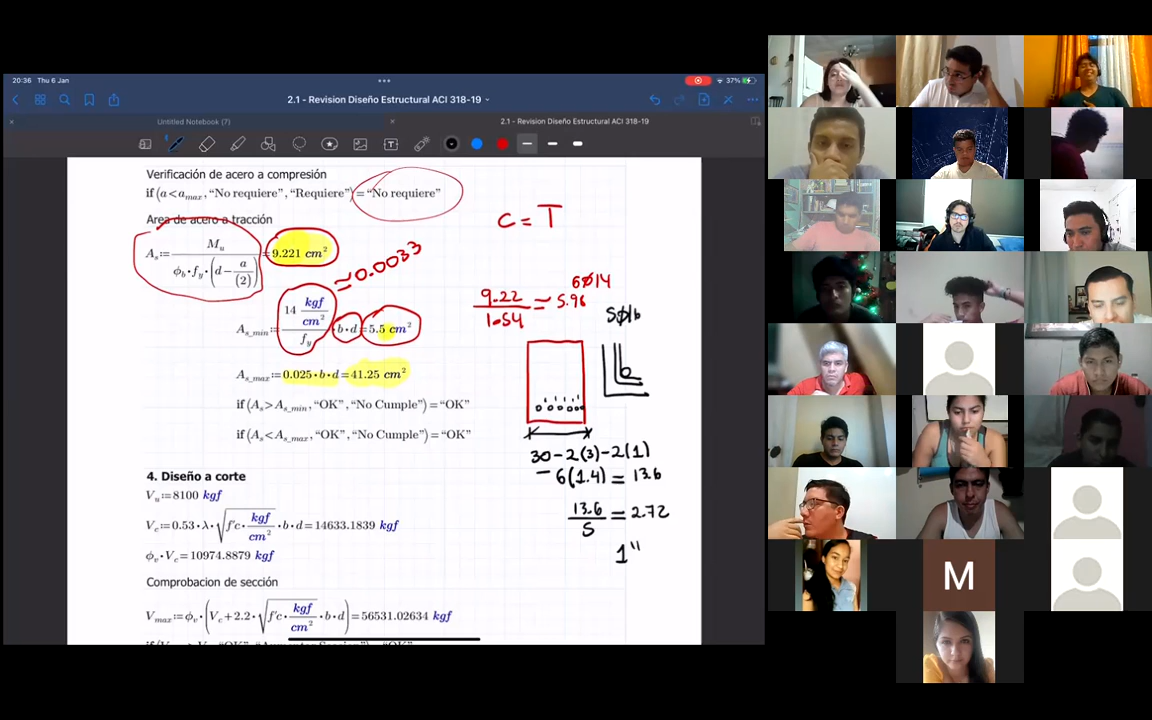 20:36 Thu 6 Jan
37%
2.1 - Revision Diseño Estructural ACI 318-19
Untitled Notebook (7)
2.1 - Revision Diseño Estructural ACI 318-19
Verificación de acero a compresión
if (a<a_max, “No requiere”, “Requiere”)=“No requiere”
Area de acero a tracción
A_s:=M_u/(ϕ_b·f_y·(d−a/(2)))=9.221 cm²
≈0.0033
A_s_min:=(14 kgf/cm²)/f_y·b·d=5.5 cm²
A_s_max:=0.025·b·d=41.25 cm²
if (A_s>A_s_min, “OK”, “No Cumple”)=“OK”
if (A_s<A_s_max, “OK”, “No Cumple”)=“OK”
4. Diseño a corte
V_u:=8100 kgf
V_c:=0.53·λ·√(f'c·kgf/cm²)·b·d=14633.1839 kgf
ϕ_v·V_c=10974.8879 kgf
Comprobacion de sección
V_max:=ϕ_v·(V_c+2.2·√(f'c·kgf/cm²)·b·d)=56531.02634 kgf
C = T
6Ø14
9.22/1.54 ≈ 5.96
5Ø16
30-2(3)-2(1)
-6(1.4) = 13.6
13.6/5 = 2.72
1"
M